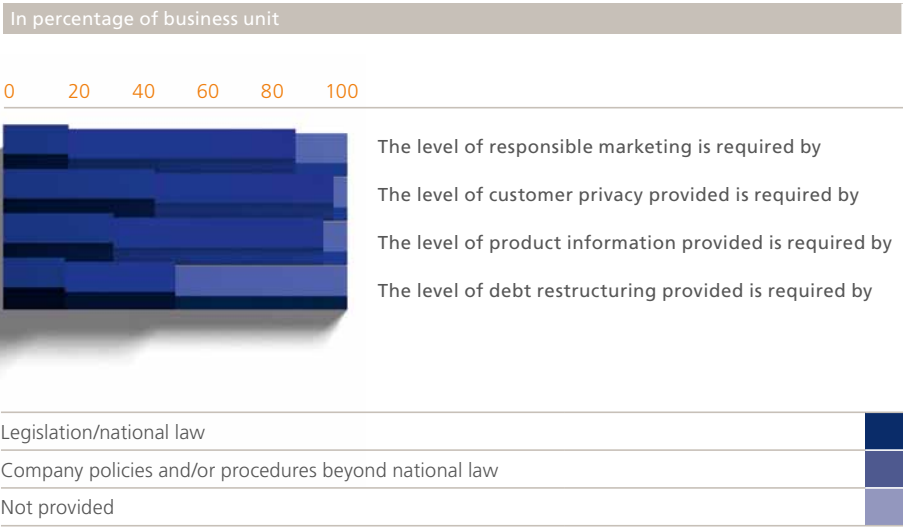 In percentage of business unit
0 20 40 60 80 100
The level of responsible marketing is required by
The level of customer privacy provided is required by
The level of product information provided is required by
The level of debt restructuring provided is required by
Legislation/national law
Company policies and/or procedures beyond national law
Not provided